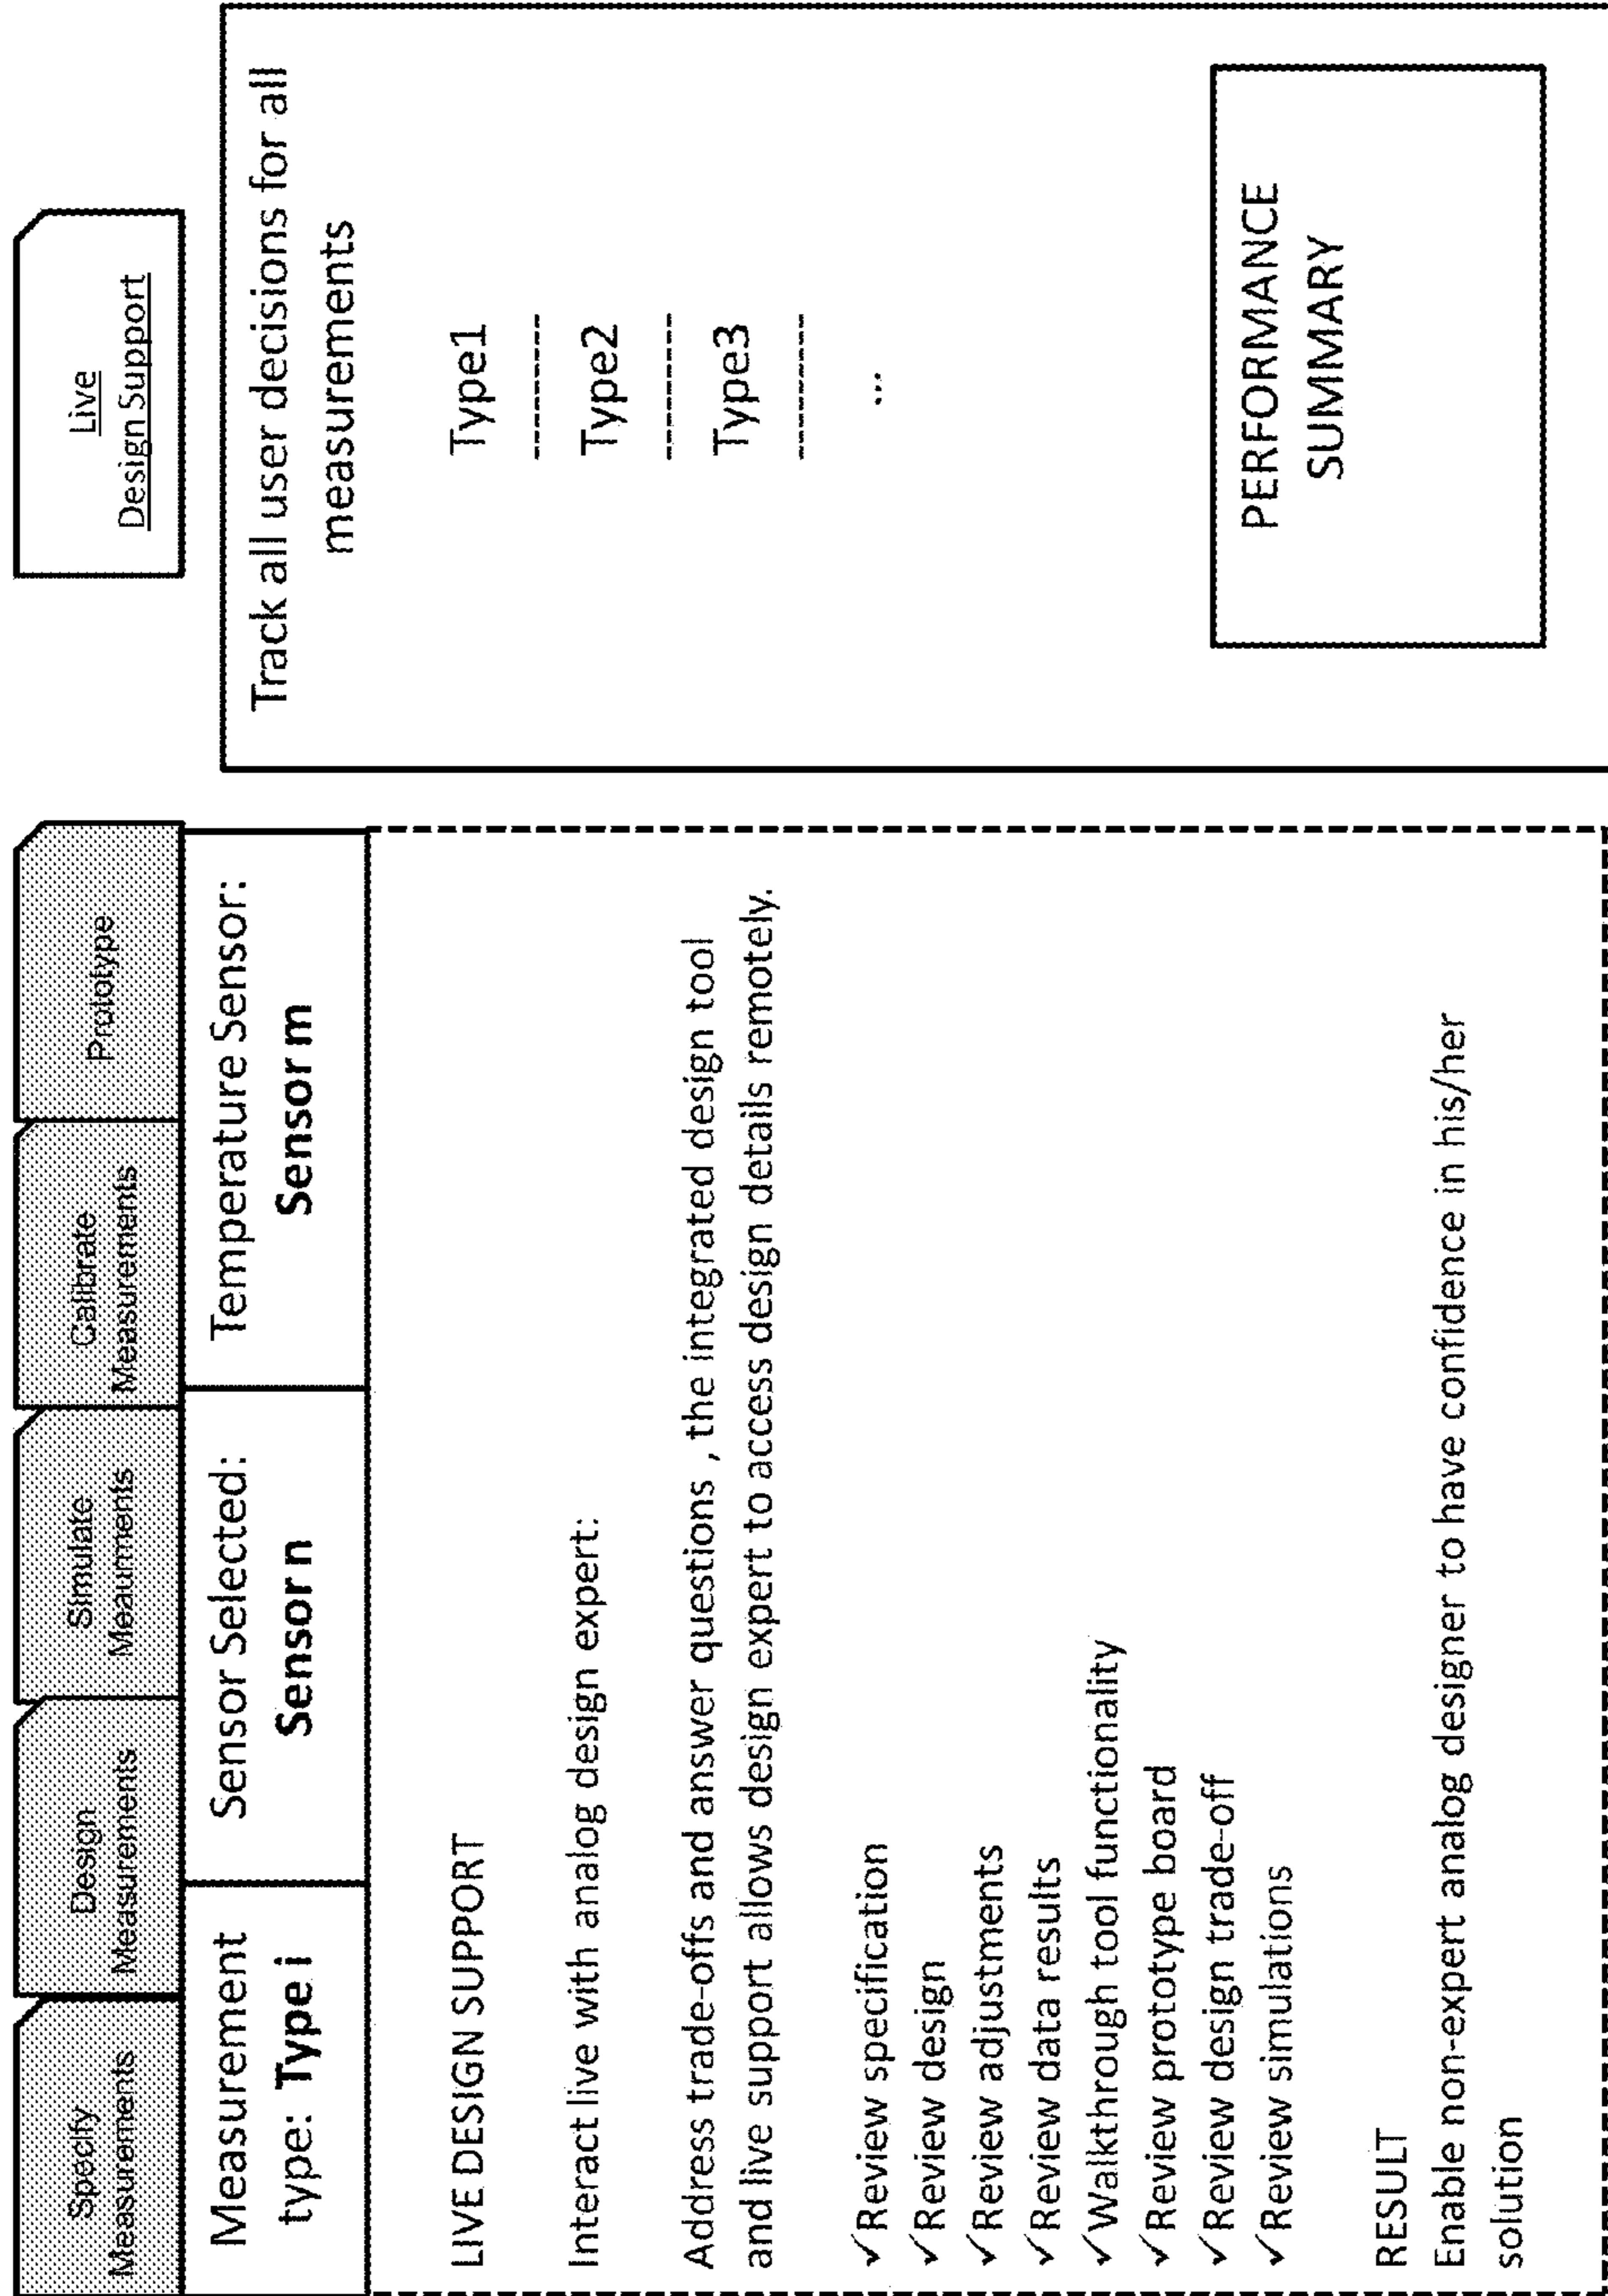 Specify
Measurements
Design
Measurements
Simulate
Meaurments
Calibrate
Measurements
Prototype
Live
Design Support
Measurement
type: Type i
Sensor Selected:
Sensor n
Temperature Sensor:
Sensor m
LIVE DESIGN SUPPORT
Interact live with analog design expert:
Address trade-offs and answer questions , the integrated design tool
and live support allows design expert to access design details remotely.
✓Review specification
✓Review design
✓Review adjustments
✓Review data results
✓Walkthrough tool functionality
✓Review prototype board
✓Review design trade-off
✓Review simulations
RESULT
Enable non-expert analog designer to have confidence in his/her
solution
Track all user decisions for all
measurements
Type1
---------
Type2
---------
Type3
---------
...
PERFORMANCE
SUMMARY